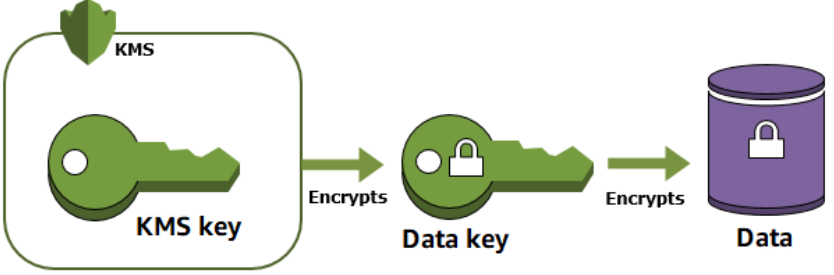 KMS
KMS key
Encrypts
Data key
Encrypts
Data